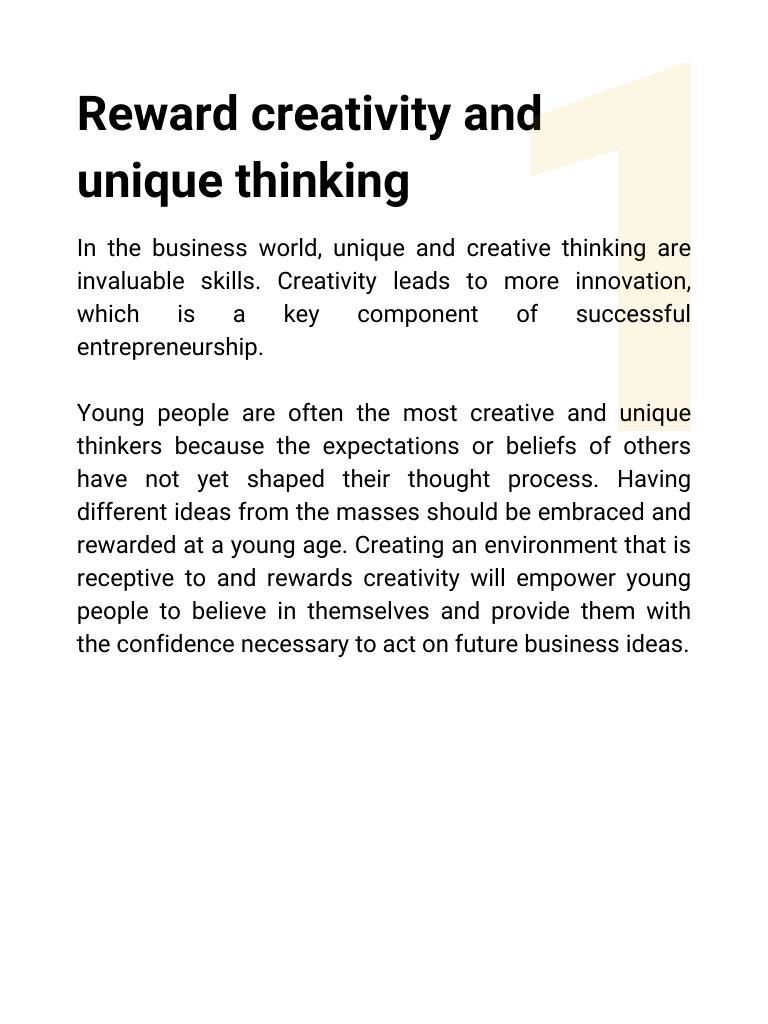 1
Reward creativity and
unique thinking
In the business world, unique and creative thinking are
invaluable skills. Creativity leads to more innovation,
which is a key component of successful
entrepreneurship.
Young people are often the most creative and unique
thinkers because the expectations or beliefs of others
have not yet shaped their thought process. Having
different ideas from the masses should be embraced and
rewarded at a young age. Creating an environment that is
receptive to and rewards creativity will empower young
people to believe in themselves and provide them with
the confidence necessary to act on future business ideas.